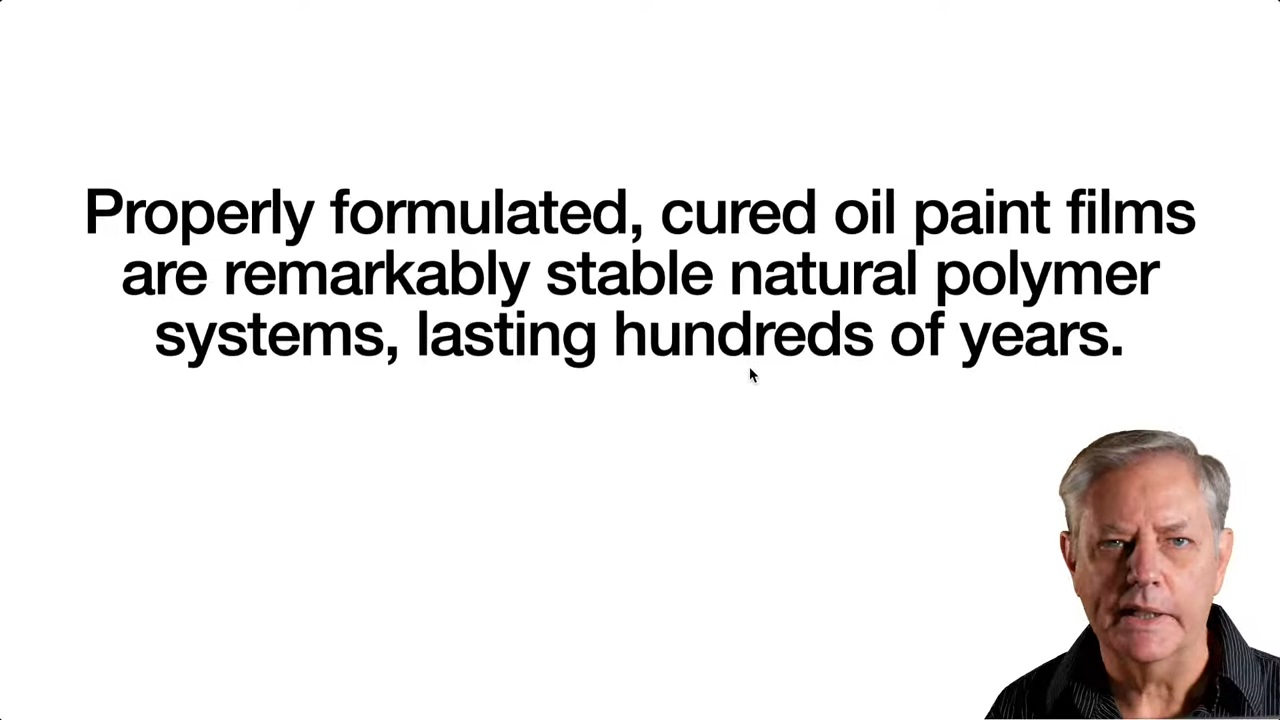 Properly formulated, cured oil paint films
are remarkably stable natural polymer
systems, lasting hundreds of years.